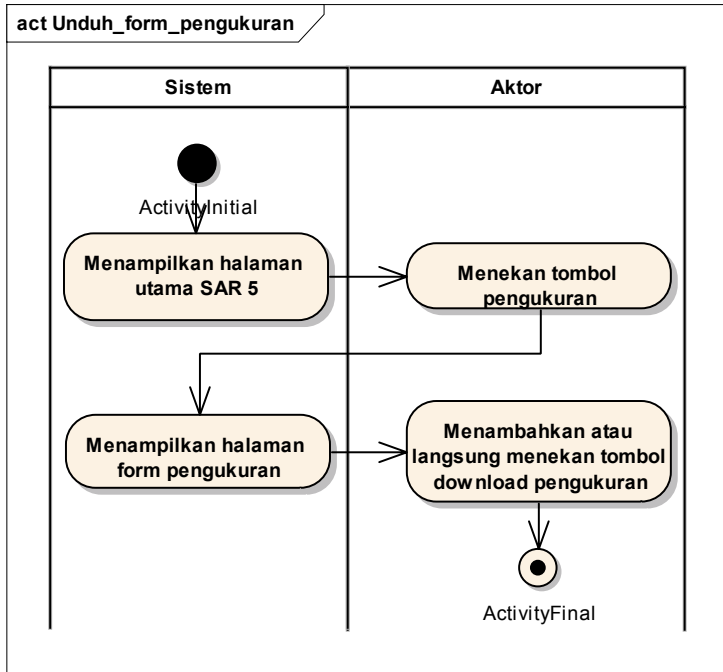 act Unduh_form_pengukuran
Sistem
Aktor
ActivityInitial
Menampilkan halaman
utama SAR 5
Menekan tombol
pengukuran
Menampilkan halaman
form pengukuran
Menambahkan atau
langsung menekan tombol
download pengukuran
ActivityFinal